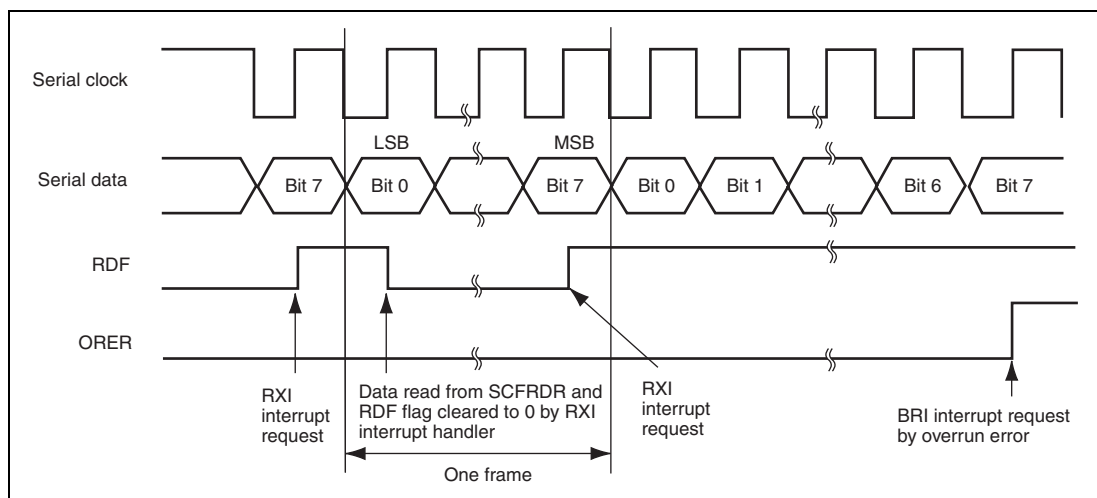 Serial clock
LSB
MSB
Serial data
Bit 7
Bit 0
Bit 7
Bit 0
Bit 1
Bit 6
Bit 7
RDF
ORER
RXI
interrupt
request
Data read from SCFRDR and
RDF flag cleared to 0 by RXI
interrupt handler
RXI
interrupt
request
BRI interrupt request
by overrun error
One frame